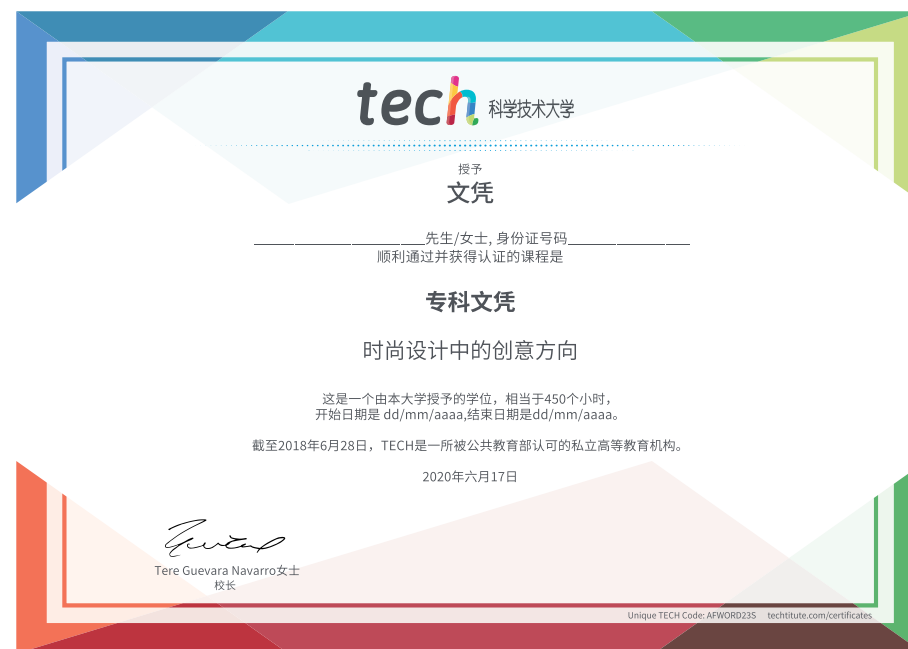 tech 科学技术大学
授予
文凭
先生/女士, 身份证号码
顺利通过并获得认证的课程是
专科文凭
时尚设计中的创意方向
这是一个由本大学授予的学位，相当于450个小时，
开始日期是 dd/mm/aaaa,结束日期是dd/mm/aaaa。
截至2018年6月28日，TECH是一所被公共教育部认可的私立高等教育机构。
2020年六月17日
Tere Guevara Navarro女士
校长
Unique TECH Code: AFWORD23S techtitute.com/certificates